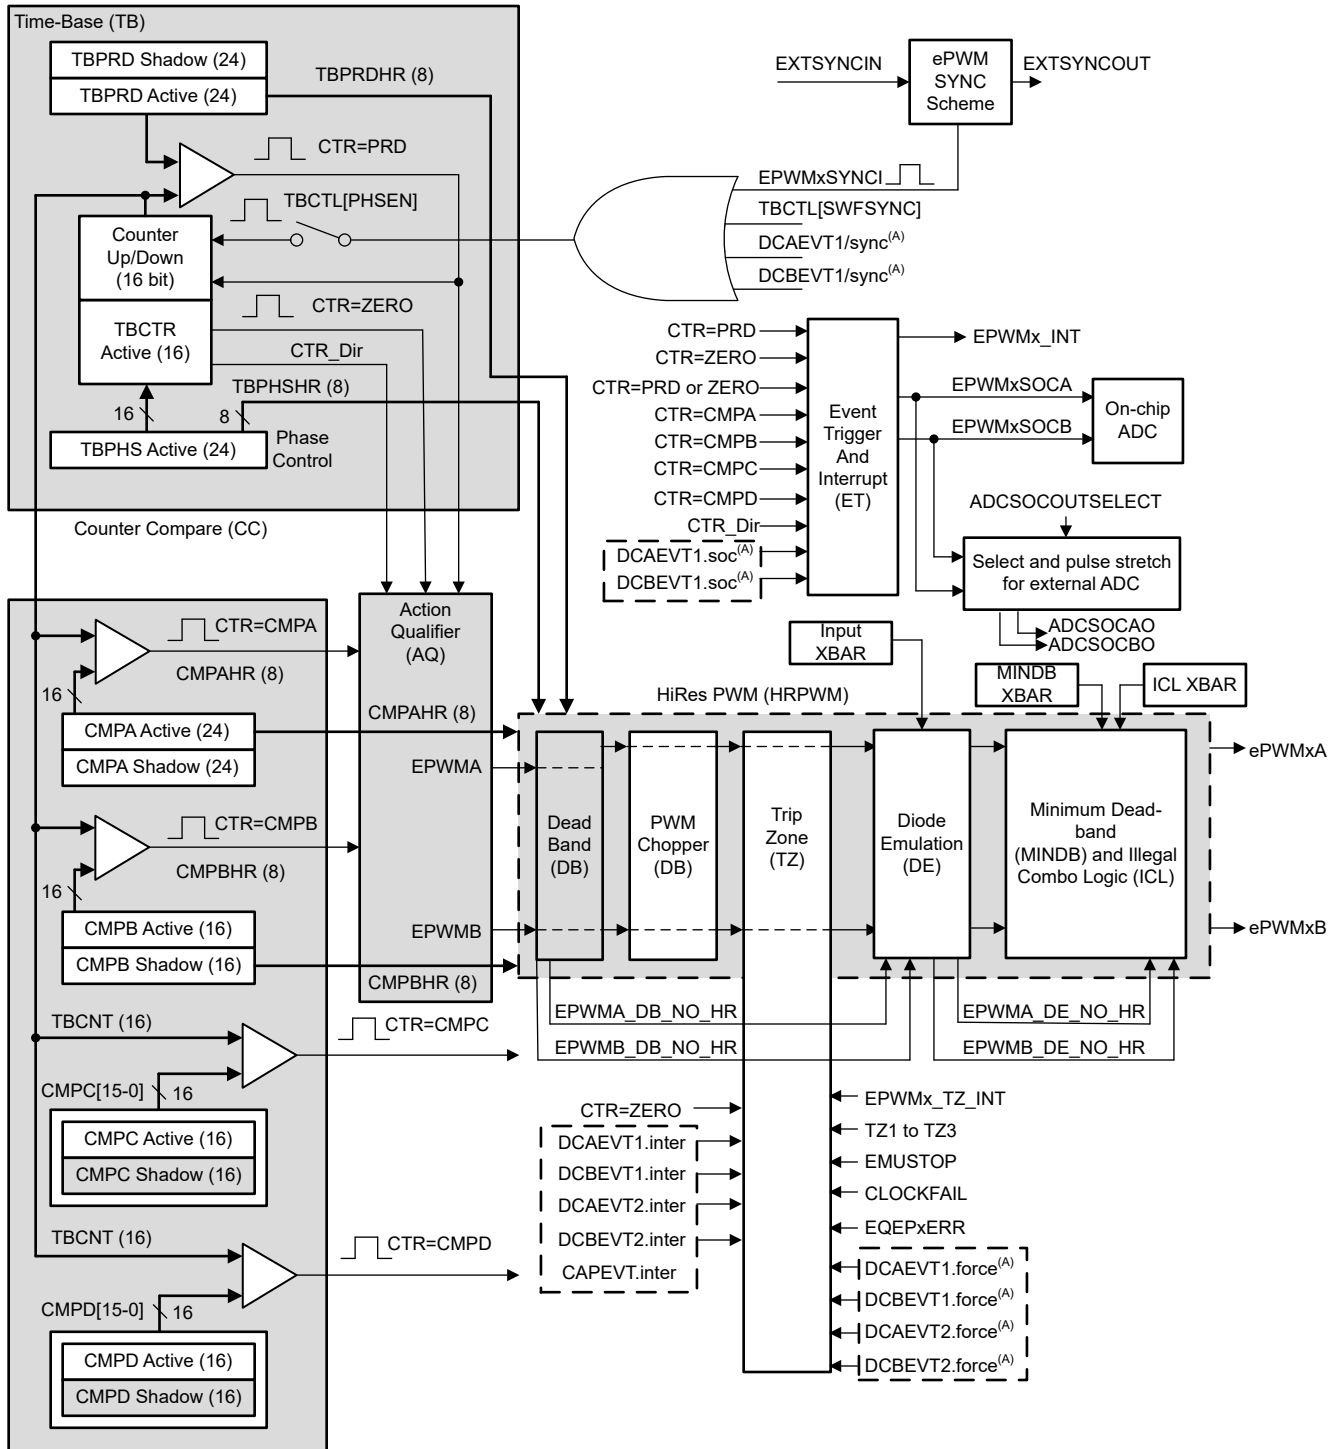 Time-Base (TB)
TBPRD Shadow (24)
TBPRD Active (24)
TBPRDHR (8)
CTR=PRD
TBCTL[PHSEN]
Counter
Up/Down
(16 bit)
CTR=ZERO
TBCTR
Active (16)
CTR_Dir
TBPHSHR (8)
16
8
TBPHS Active (24)
Phase
Control
EXTSYNCIN
ePWM
SYNC
Scheme
EXTSYNCOUT
EPWMxSYNCI
TBCTL[SWFSYNC]
DCAEVT1/sync(A)
DCBEVT1/sync(A)
CTR=PRD
CTR=ZERO
CTR=PRD or ZERO
CTR=CMPA
CTR=CMPB
CTR=CMPC
CTR=CMPD
CTR_Dir
DCAEVT1.soc(A)
DCBEVT1.soc(A)
Event
Trigger
And
Interrupt
(ET)
EPWMx_INT
EPWMxSOCA
EPWMxSOCB
On-chip
ADC
ADCSOCOUTSELECT
Select and pulse stretch
for external ADC
ADCSOCAO
ADCSOCBO
Counter Compare (CC)
CTR=CMPA
CMPAHR (8)
16
CMPA Active (24)
CMPA Shadow (24)
CTR=CMPB
CMPBHR (8)
16
CMPB Active (16)
CMPB Shadow (16)
TBCNT (16)
CTR=CMPC
CMPC[15-0]
16
CMPC Active (16)
CMPC Shadow (16)
TBCNT (16)
CTR=CMPD
CMPD[15-0]
16
CMPD Active (16)
CMPD Shadow (16)
Action
Qualifier
(AQ)
CMPAHR (8)
EPWMA
EPWMB
CMPBHR (8)
HiRes PWM (HRPWM)
Input
XBAR
MINDB
XBAR
ICL XBAR
Dead
Band
(DB)
PWM
Chopper
(DB)
Trip
Zone
(TZ)
Diode
Emulation
(DE)
Minimum Dead-
band
(MINDB) and Illegal
Combo Logic (ICL)
ePWMxA
ePWMxB
EPWMA_DB_NO_HR
EPWMB_DB_NO_HR
EPWMA_DE_NO_HR
EPWMB_DE_NO_HR
CTR=ZERO
DCAEVT1.inter
DCBEVT1.inter
DCAEVT2.inter
DCBEVT2.inter
CAPEVT.inter
EPWMx_TZ_INT
TZ1 to TZ3
EMUSTOP
CLOCKFAIL
EQEPxERR
DCAEVT1.force(A)
DCBEVT1.force(A)
DCAEVT2.force(A)
DCBEVT2.force(A)